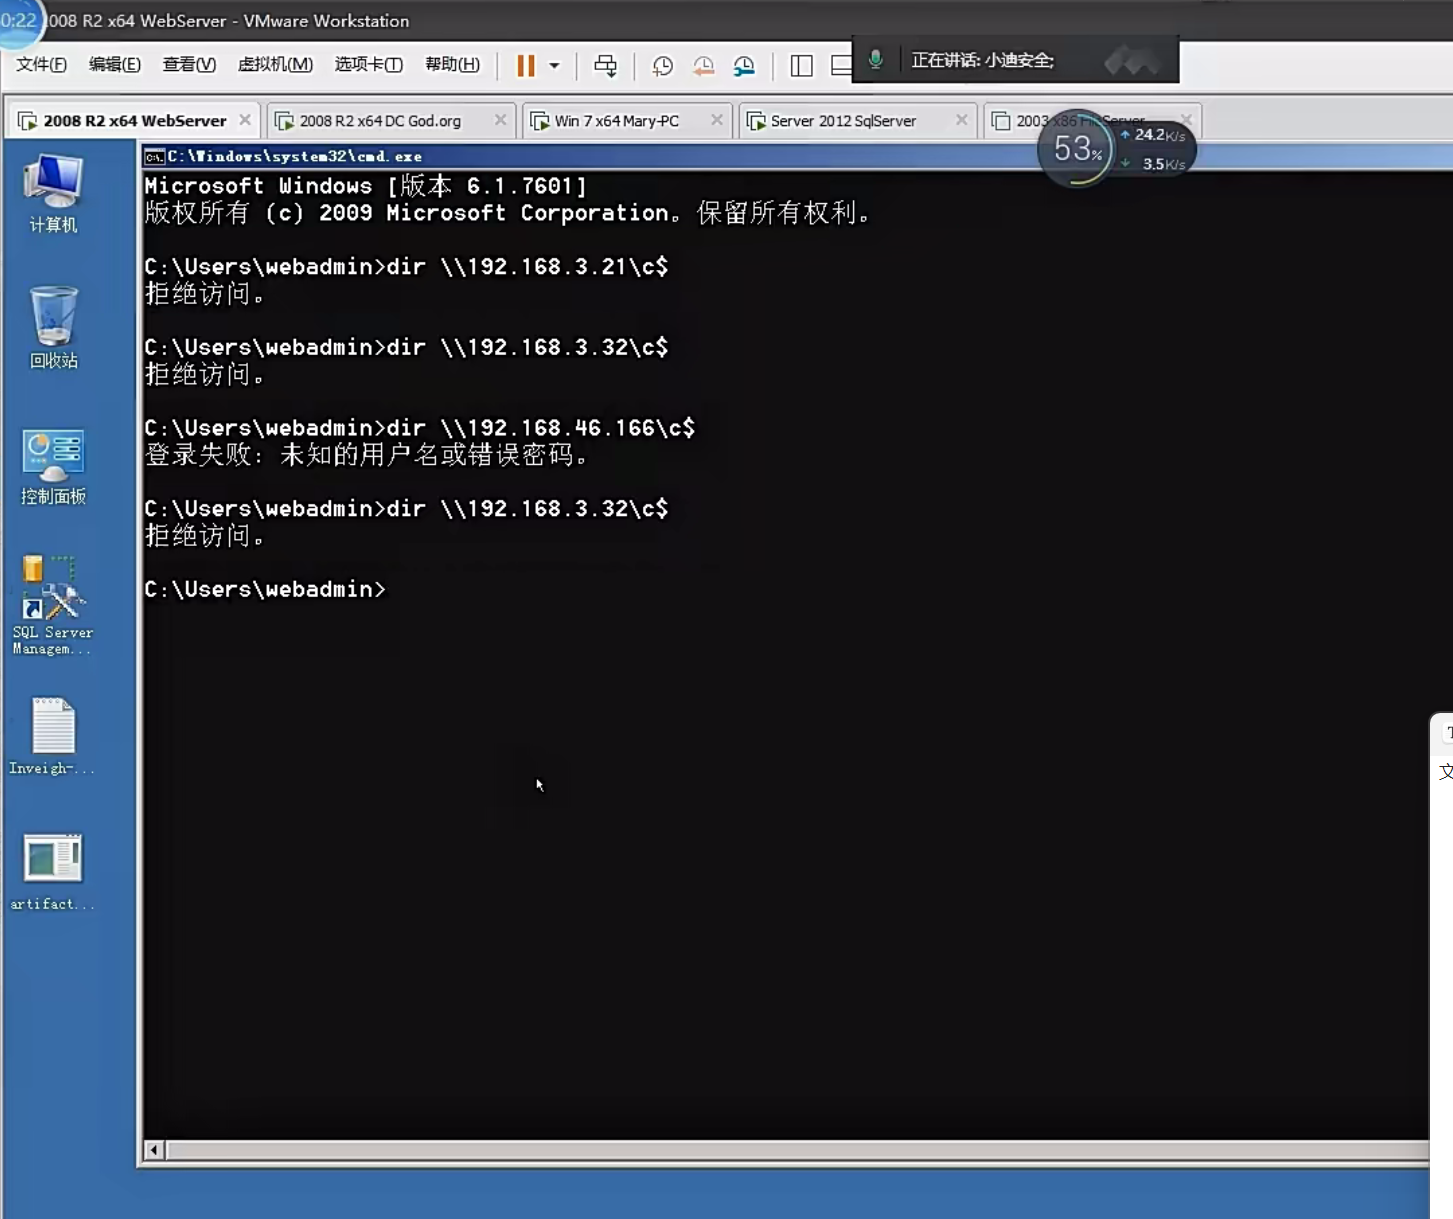 0:22
2008 R2 x64 WebServer - VMware Workstation
文件(F) 编辑(E) 查看(V) 虚拟机(M) 选项卡(T) 帮助(H)
正在讲话: 小迪安全;
2008 R2 x64 WebServer
2008 R2 x64 DC God.org
Win 7 x64 Mary-PC
Server 2012 SqlServer
2003 x86
53%
24.2K/s
3.5K/s
计算机
回收站
控制面板
SQL Server
Managem...
Inveigh-...
artifact...
C:\Windows\system32\cmd.exe
Microsoft Windows [版本 6.1.7601]
版权所有 (c) 2009 Microsoft Corporation。保留所有权利。
C:\Users\webadmin>dir \\192.168.3.21\c$
拒绝访问。
C:\Users\webadmin>dir \\192.168.3.32\c$
拒绝访问。
C:\Users\webadmin>dir \\192.168.46.166\c$
登录失败: 未知的用户名或错误密码。
C:\Users\webadmin>dir \\192.168.3.32\c$
拒绝访问。
C:\Users\webadmin>
文